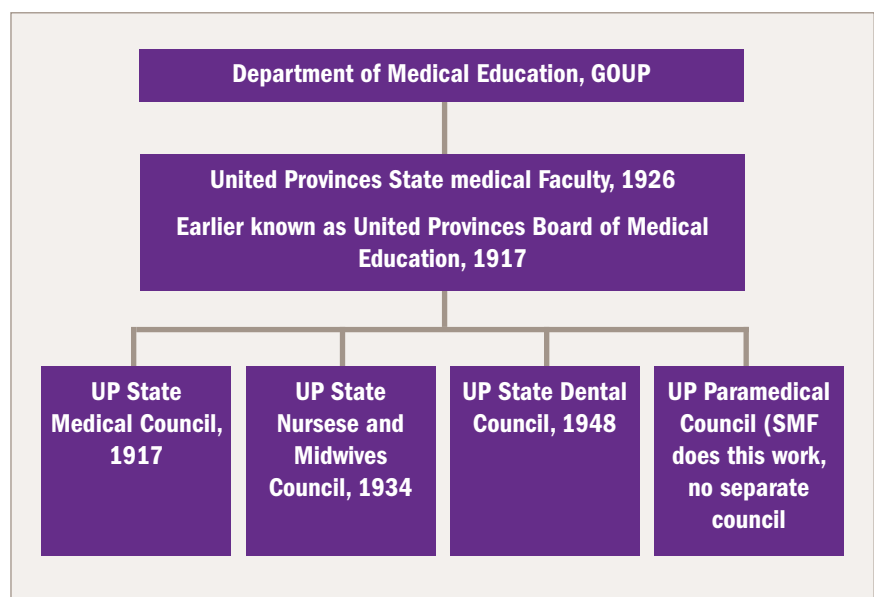 Department of Medical Education, GOUP
United Provinces State medical Faculty, 1926
Earlier known as United Provinces Board of Medical
Education, 1917
UP State
Medical Council,
1917
UP State
Nursese and
Midwives
Council, 1934
UP State Dental
Council, 1948
UP Paramedical
Council (SMF
does this work,
no separate
council